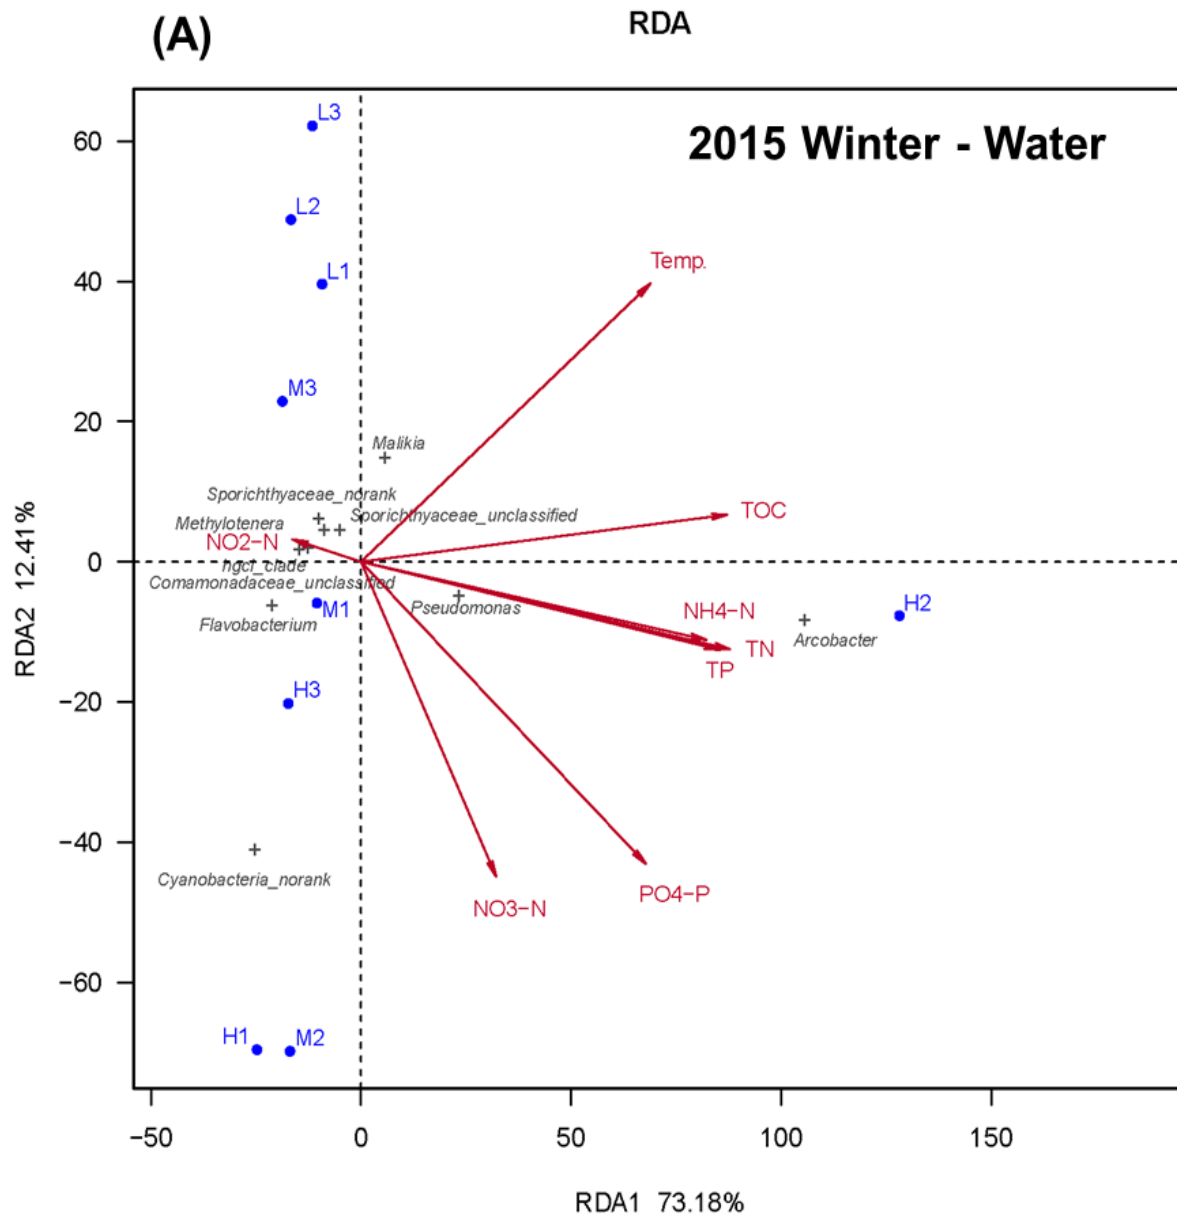 (A)
RDA
2015 Winter - Water
L3
60
L2
Temp.
40
L1
M3
20
Malikia
Sporichthyaceae_norank
Sporichthyaceae_unclassified
TOC
Methylotenera
NO2-N
0
hgcI_clade
Comamonadaceae_unclassified
Pseudomonas
NH4-N
H2
M1
Flavobacterium
TN
Arcobacter
TP
H3
−20
−40
Cyanobacteria_norank
PO4-P
NO3-N
−60
H1
M2
RDA2 12.41%
−50
0
50
100
150
RDA1 73.18%